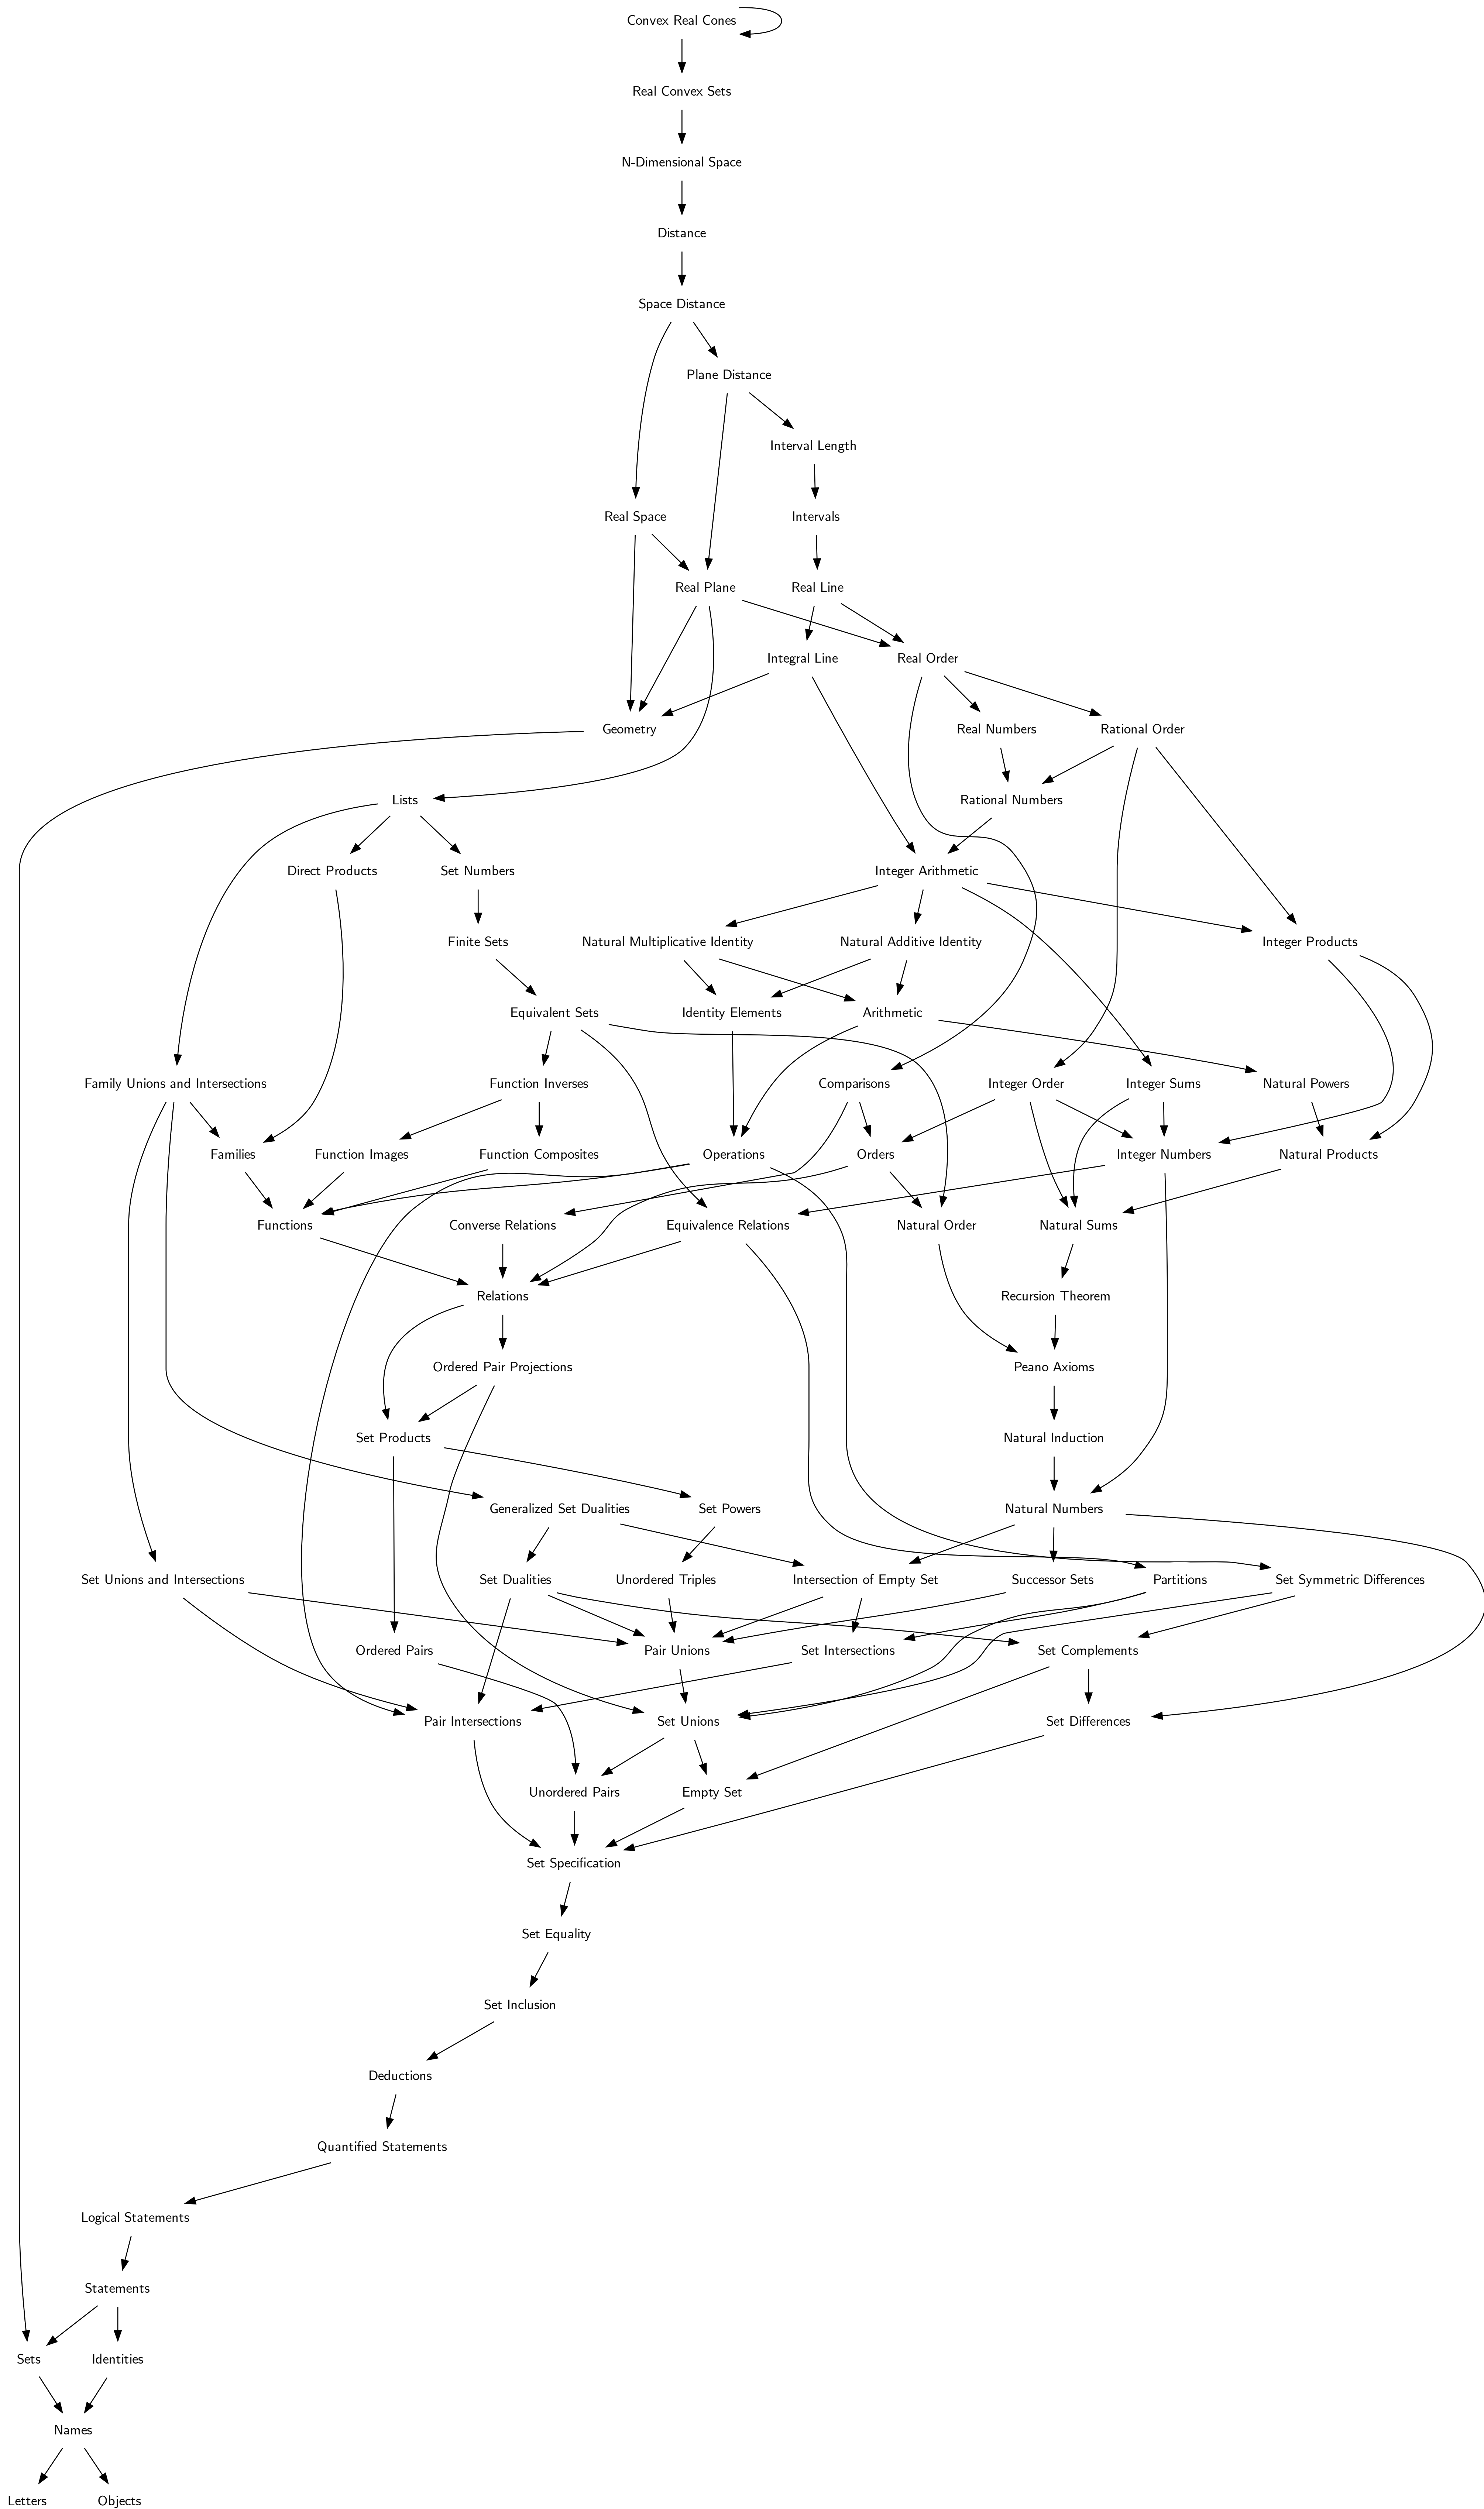 Convex Real Cones
Real Convex Sets
N-Dimensional Space
Distance
Space Distance
Plane Distance
Interval Length
Real Space
Intervals
Real Plane
Real Line
Integral Line
Real Order
Geometry
Real Numbers
Rational Order
Lists
Rational Numbers
Direct Products
Set Numbers
Integer Arithmetic
Finite Sets
Natural Multiplicative Identity
Natural Additive Identity
Integer Products
Equivalent Sets
Identity Elements
Arithmetic
Family Unions and Intersections
Function Inverses
Comparisons
Integer Order
Integer Sums
Natural Powers
Families
Function Images
Function Composites
Operations
Orders
Integer Numbers
Natural Products
Functions
Converse Relations
Equivalence Relations
Natural Order
Natural Sums
Relations
Recursion Theorem
Ordered Pair Projections
Peano Axioms
Set Products
Natural Induction
Generalized Set Dualities
Set Powers
Natural Numbers
Set Unions and Intersections
Set Dualities
Unordered Triples
Intersection of Empty Set
Successor Sets
Partitions
Set Symmetric Differences
Ordered Pairs
Pair Unions
Set Intersections
Set Complements
Pair Intersections
Set Unions
Set Differences
Unordered Pairs
Empty Set
Set Specification
Set Equality
Set Inclusion
Deductions
Quantified Statements
Logical Statements
Statements
Sets
Identities
Names
Letters
Objects